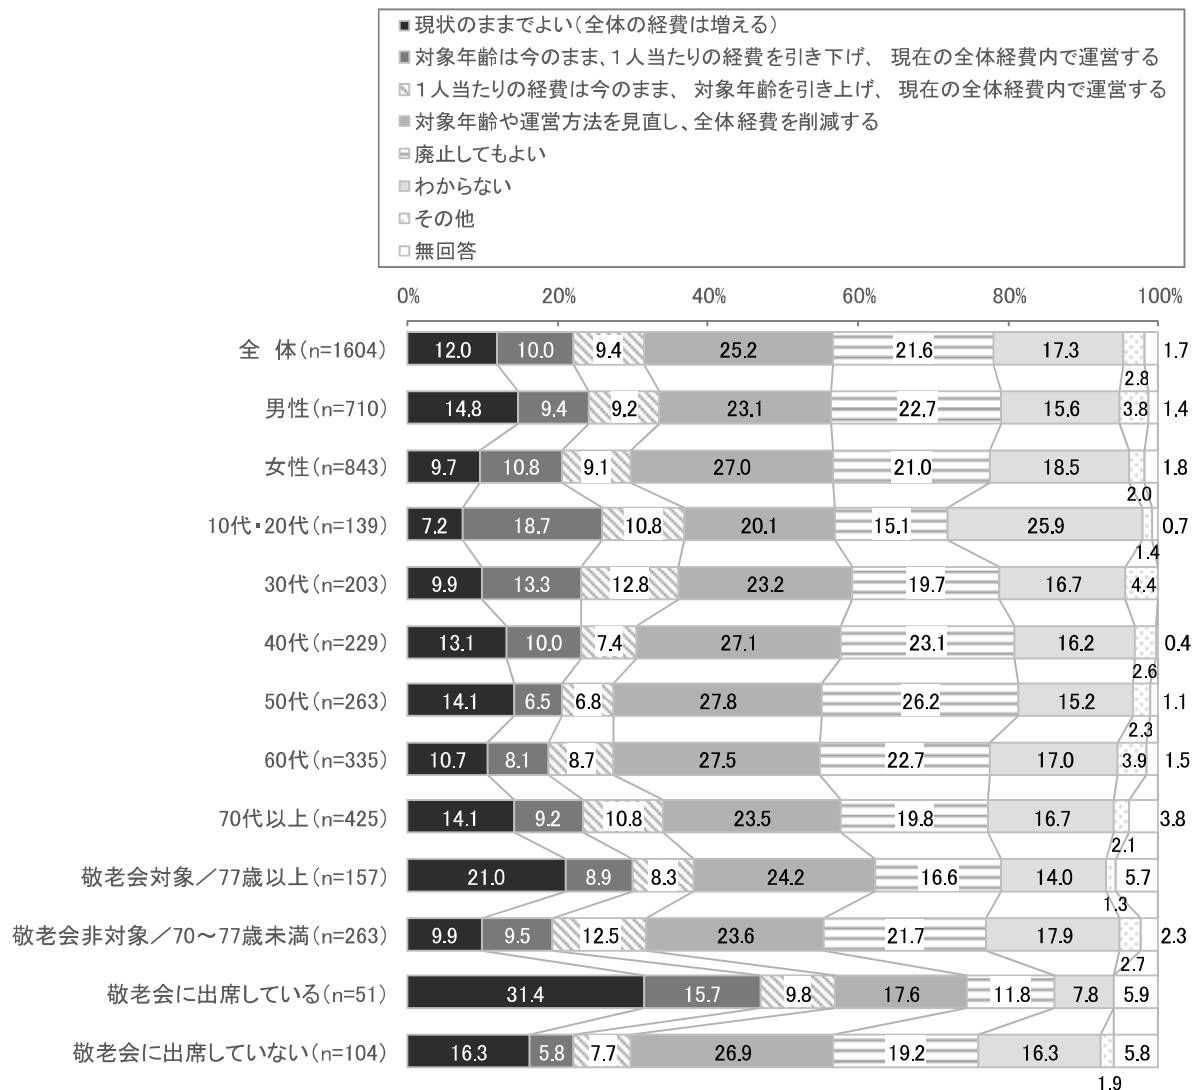 現状のままでよい(全体の経費は増える)
対象年齢は今のまま、1人当たりの経費を引き下げ、 現在の全体経費内で運営する
1人当たりの経費は今のまま、 対象年齢を引き上げ、 現在の全体経費内で運営する
対象年齢や運営方法を見直し、全体経費を削減する
廃止してもよい
わからない
その他
無回答
0% 20% 40% 60% 80% 100%
全 体(n=1604) 12.0 10.0 9.4 25.2 21.6 17.3 1.7
2.8
男性(n=710) 14.8 9.4 9.2 23.1 22.7 15.6 3.8 1.4
女性(n=843) 9.7 10.8 9.1 27.0 21.0 18.5 1.8
2.0
10代・20代(n=139) 7.2 18.7 10.8 20.1 15.1 25.9 0.7
1.4
30代(n=203) 9.9 13.3 12.8 23.2 19.7 16.7 4.4
40代(n=229) 13.1 10.0 7.4 27.1 23.1 16.2 0.4
2.6
50代(n=263) 14.1 6.5 6.8 27.8 26.2 15.2 1.1
2.3
60代(n=335) 10.7 8.1 8.7 27.5 22.7 17.0 3.9 1.5
70代以上(n=425) 14.1 9.2 10.8 23.5 19.8 16.7 3.8
2.1
敬老会対象/77歳以上(n=157) 21.0 8.9 8.3 24.2 16.6 14.0 5.7
1.3
敬老会非対象/70~77歳未満(n=263) 9.9 9.5 12.5 23.6 21.7 17.9 2.3
2.7
敬老会に出席している(n=51) 31.4 15.7 9.8 17.6 11.8 7.8 5.9
敬老会に出席していない(n=104) 16.3 5.8 7.7 26.9 19.2 16.3 5.8
1.9